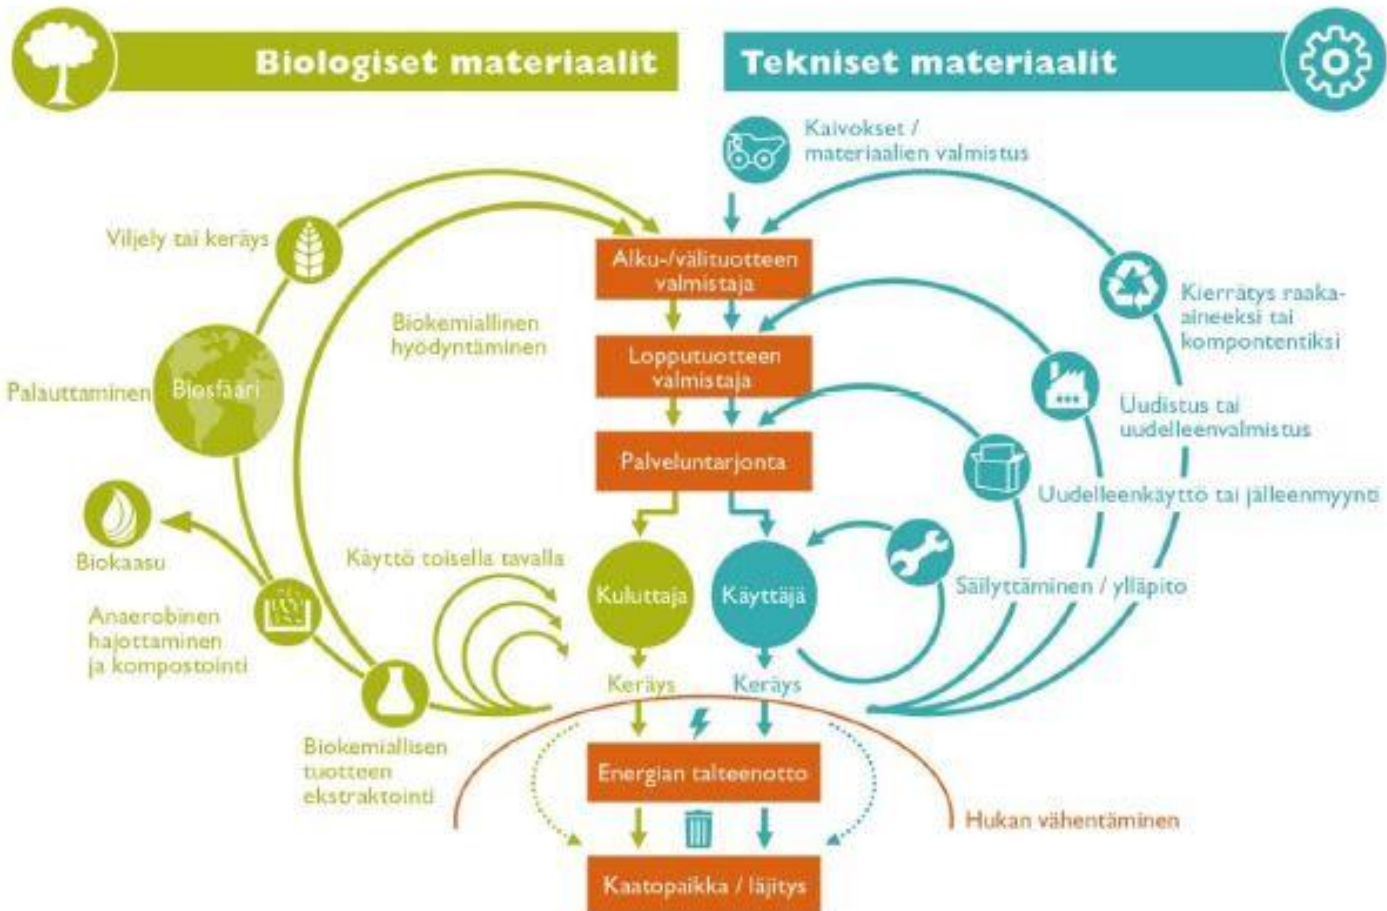 Biologiset materiaalit
Tekniset materiaalit
Kaivokset /
materiaalien valmistus
Viljely tai keräys
Alku-/välituotteen
valmistaja
Kierrätys raaka-
aineeksi tai
kompontentiksi
Biokemiallinen
hyödyntäminen
Lopputuotteen
valmistaja
Palauttaminen
Biosfääri
Uudistus tai
uudelleenvalmistus
Palveluntarjonta
Uudelleenkäyttö tai jälleenmyynti
Biokaasu
Käyttö toisella tavalla
Kuluttaja
Käyttäjä
Säilyttäminen / ylläpito
Anaerobinen
hajottaminen
ja kompostointi
Keräys
Keräys
Biokemiallisen
tuotteen
ekstraktointi
Energian talteenotto
Hukan vähentäminen
Kaatopaikka / läjitys